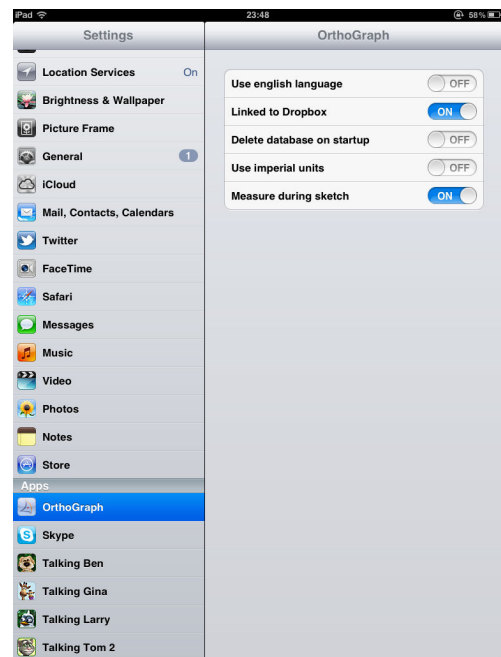 iPad 23:48 58%
Settings
Location Services On
Brightness & Wallpaper
Picture Frame
General 1
iCloud
Mail, Contacts, Calendars
Twitter
FaceTime
Safari
Messages
Music
Video
Photos
Notes
Store
Apps
OrthoGraph
Skype
Talking Ben
Talking Gina
Talking Larry
Talking Tom 2
OrthoGraph
Use english language OFF
Linked to Dropbox ON
Delete database on startup OFF
Use imperial units OFF
Measure during sketch ON